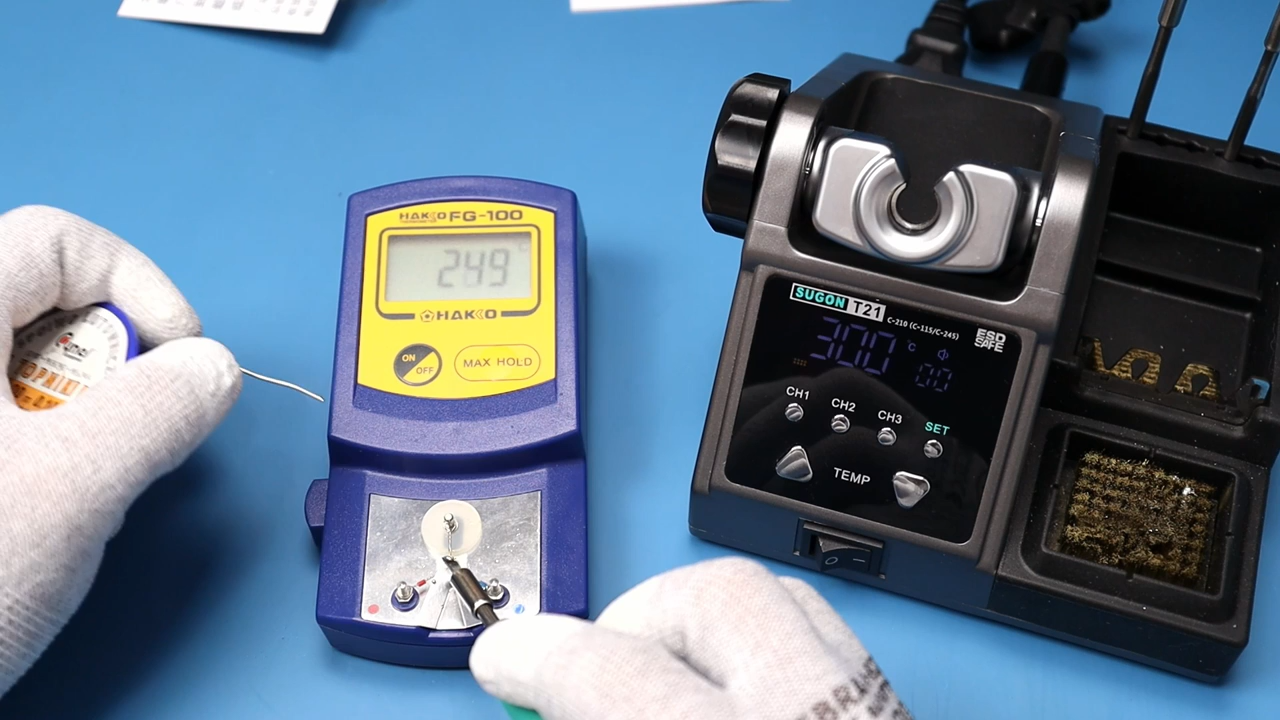 HAKKO FG-100
249
HAKKO
ON
OFF
MAX HOLD
SUGON T21
C-210 (C-115/C-245)
ESD
SAFE
300
°C
00
CH1
CH2
CH3
SET
TEMP